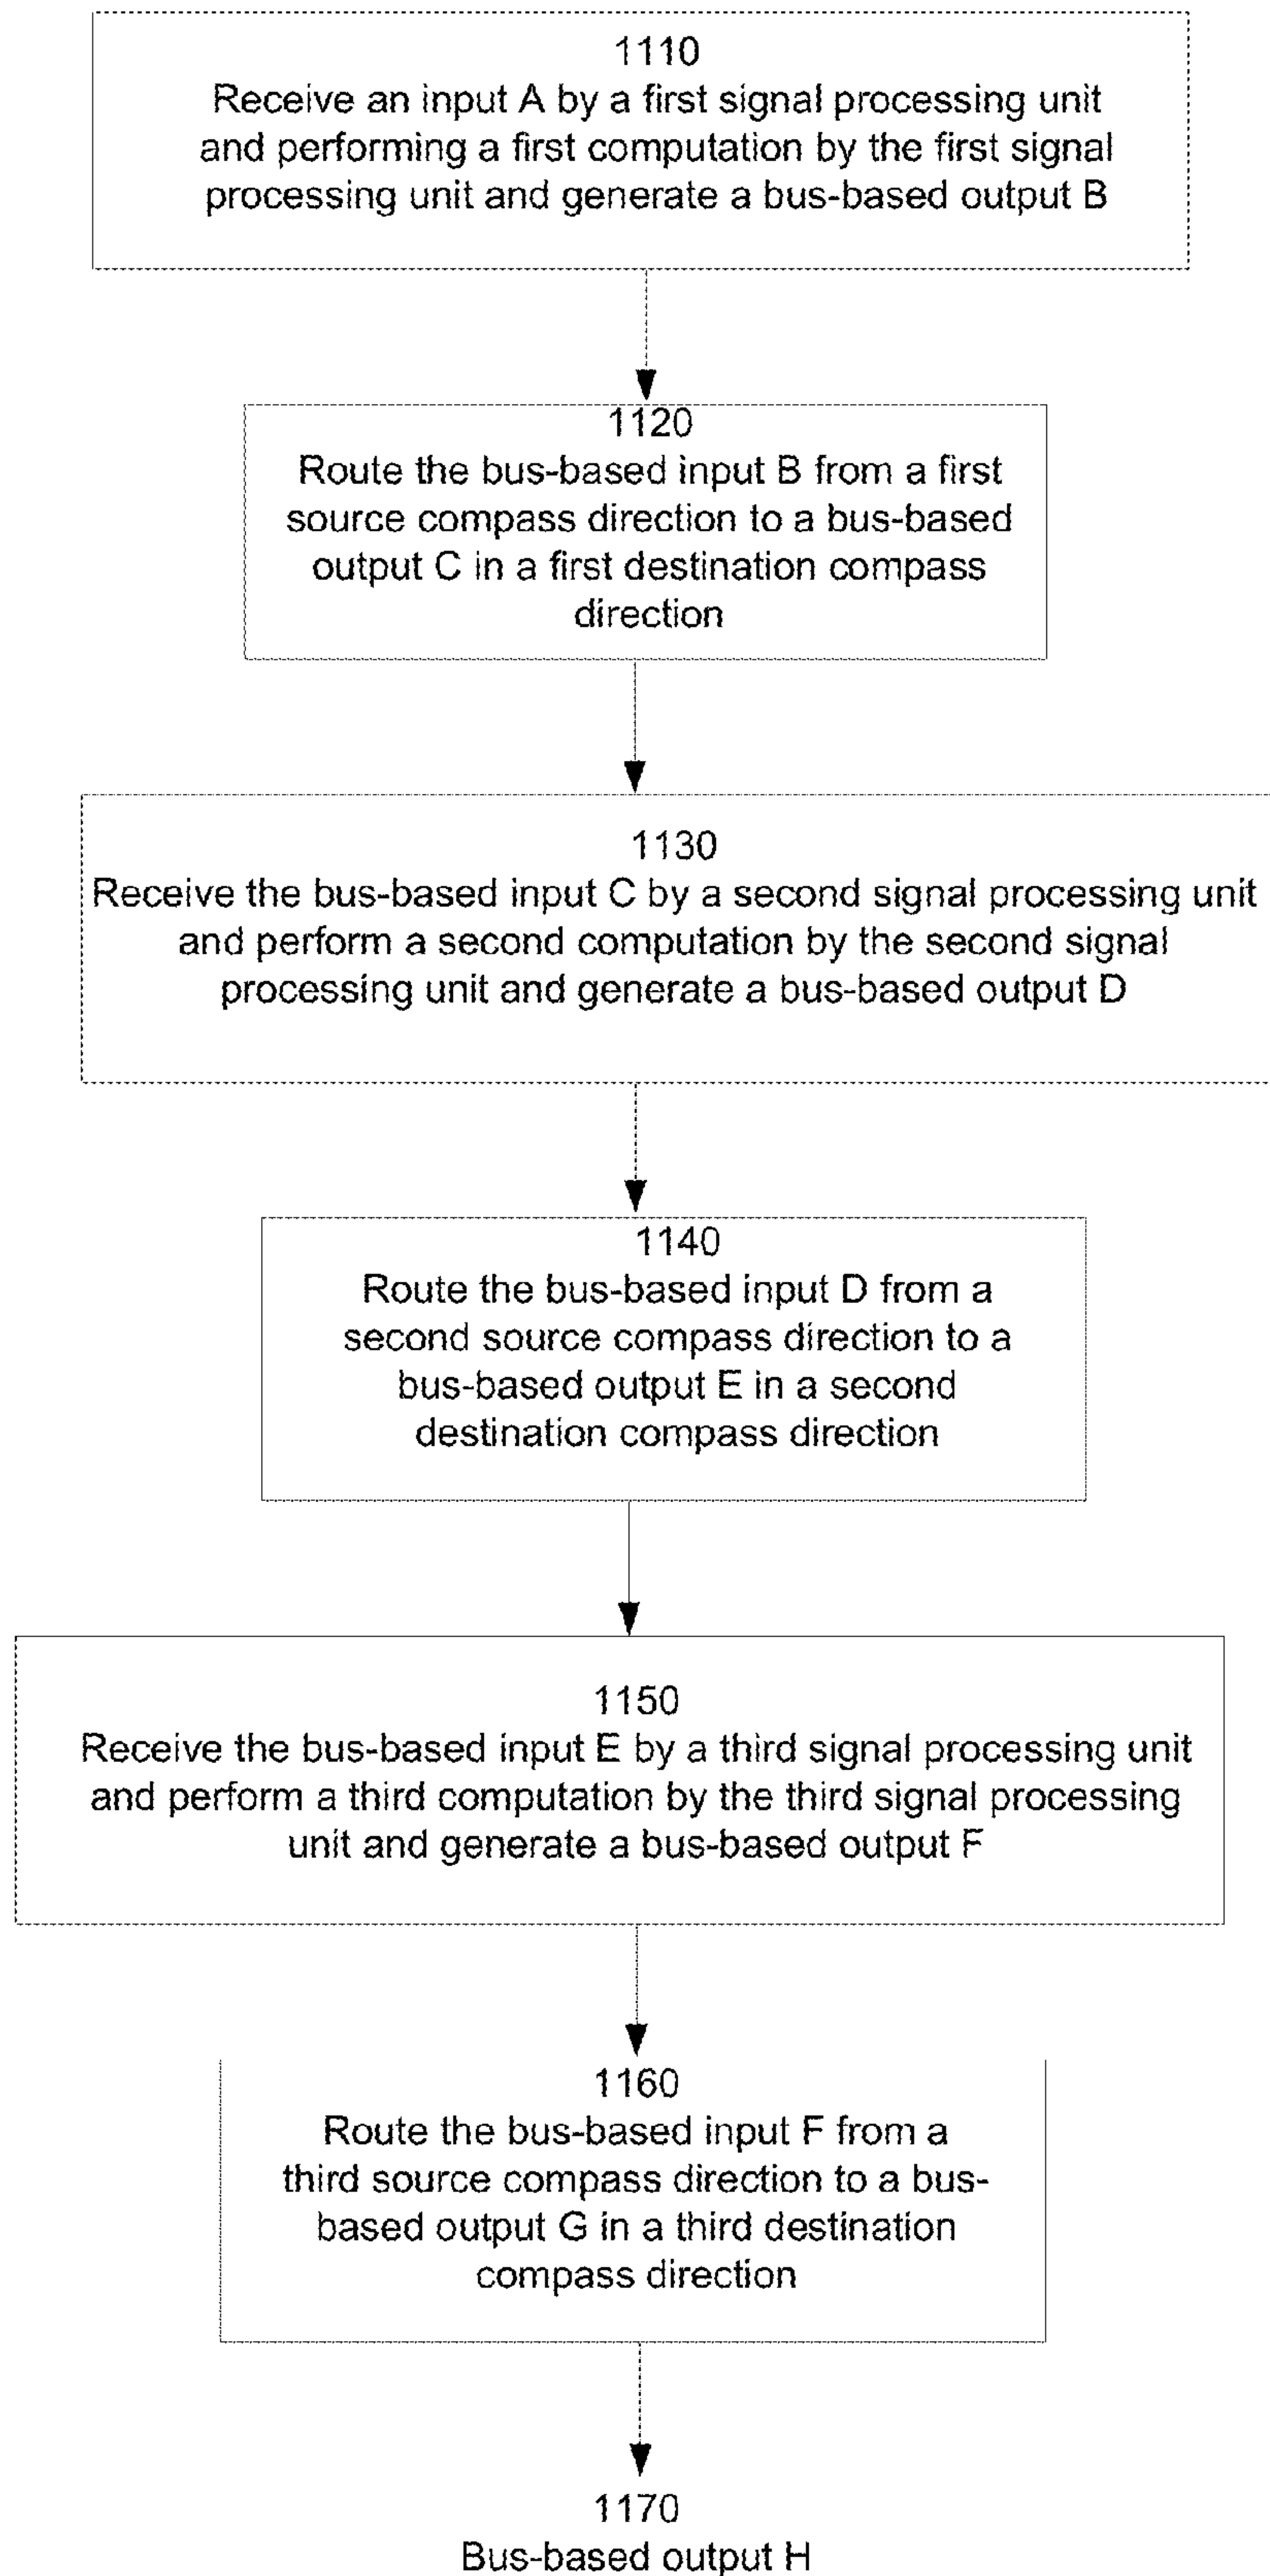 1110
Receive an input A by a first signal processing unit
and performing a first computation by the first signal
processing unit and generate a bus-based output B
1120
Route the bus-based input B from a first
source compass direction to a bus-based
output C in a first destination compass
direction
1130
Receive the bus-based input C by a second signal processing unit
and perform a second computation by the second signal
processing unit and generate a bus-based output D
1140
Route the bus-based input D from a
second source compass direction to a
bus-based output E in a second
destination compass direction
1150
Receive the bus-based input E by a third signal processing unit
and perform a third computation by the third signal processing
unit and generate a bus-based output F
1160
Route the bus-based input F from a
third source compass direction to a bus-
based output G in a third destination
compass direction
1170
Bus-based output H